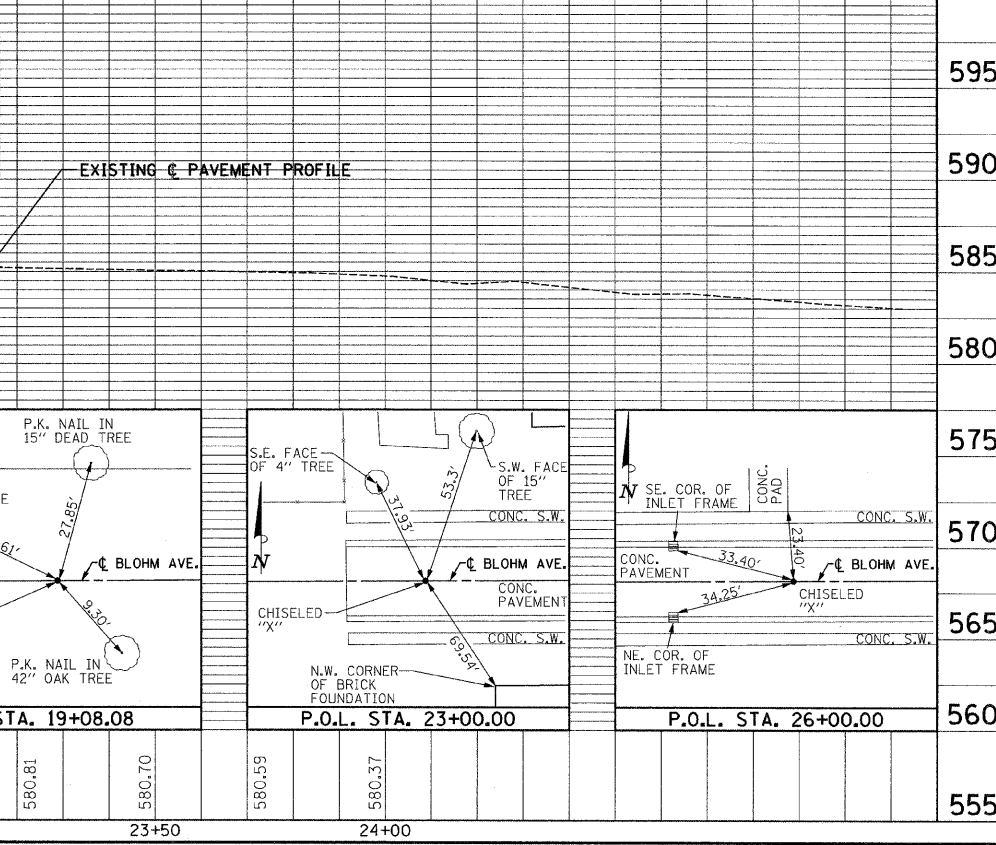 595
590
EXISTING ℄ PAVEMENT PROFILE
585
580
575
570
565
560
555
P.K. NAIL IN
15" DEAD TREE
E
27.85'
61'
℄ BLOHM AVE.
9.30'
P.K. NAIL IN
42" OAK TREE
STA. 19+08.08
S.E. FACE
OF 4" TREE
37.93'
53.3'
S.W. FACE
OF 15"
TREE
CONC. S.W.
N
℄ BLOHM AVE.
CONC.
PAVEMENT
CHISELED
"X"
CONC. S.W.
69.54'
N.W. CORNER
OF BRICK
FOUNDATION
P.O.L. STA. 23+00.00
N
SE. COR. OF
INLET FRAME
CONC.
PAD
CONC. S.W.
23.40'
33.40'
CONC.
PAVEMENT
℄ BLOHM AVE.
34.25'
CHISELED
"X"
CONC. S.W.
NE. COR. OF
INLET FRAME
P.O.L. STA. 26+00.00
580.81
580.70
580.59
580.37
23+50
24+00